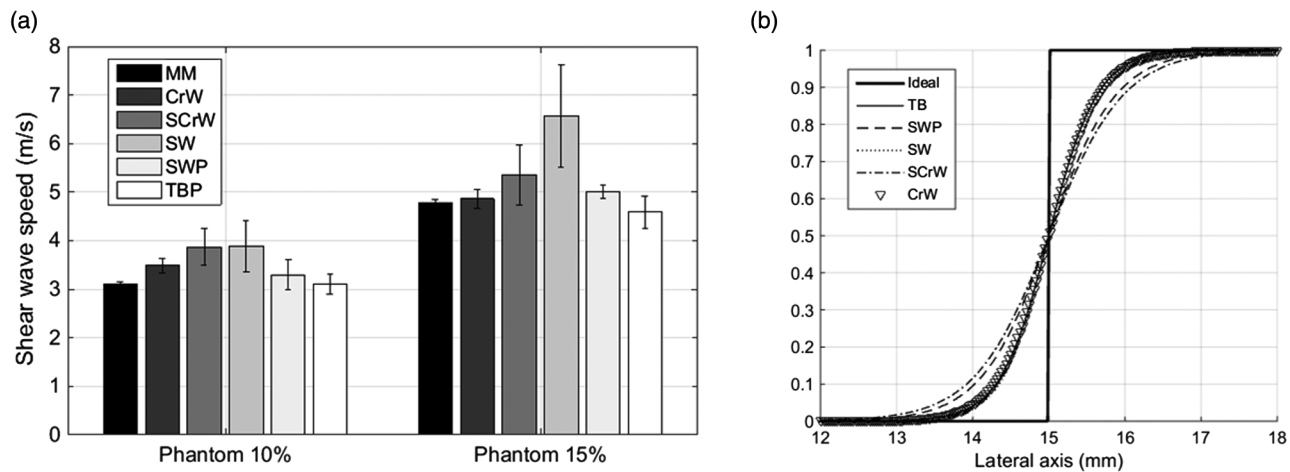 (a)
8
7
6
5
4
3
2
1
0
Shear wave speed (m/s)
MM
CrW
SCrW
SW
SWP
TBP
Phantom 10%
Phantom 15%
(b)
1
0.9
0.8
0.7
0.6
0.5
0.4
0.3
0.2
0.1
0
Ideal
TB
SWP
SW
SCrW
CrW
12 13 14 15 16 17 18
Lateral axis (mm)